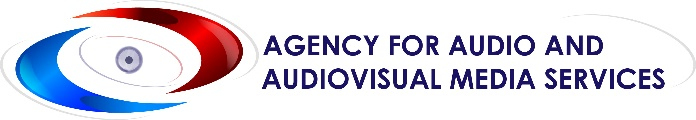 AGENCY FOR AUDIO AND
AUDIOVISUAL MEDIA SERVICES